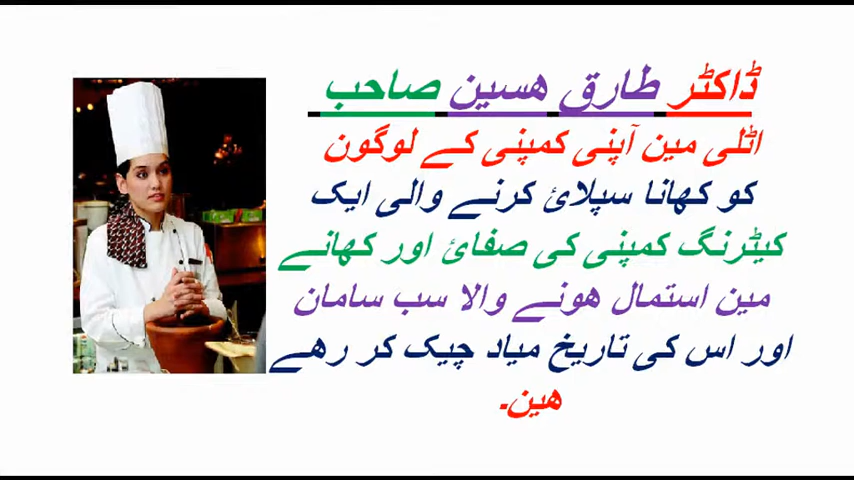 ڈاکٹر طارق ھسین صاحب
اٹلی مین آپنی کمپنی کے لوگون
کو کھانا سپلائ کرنے والی ایک
کیٹرنگ کمپنی کی صفائ اور کھانے
مین استمال ھونے والا سب سامان
اور اس کی تاریخ میاد چیک کر رھے
ھین۔